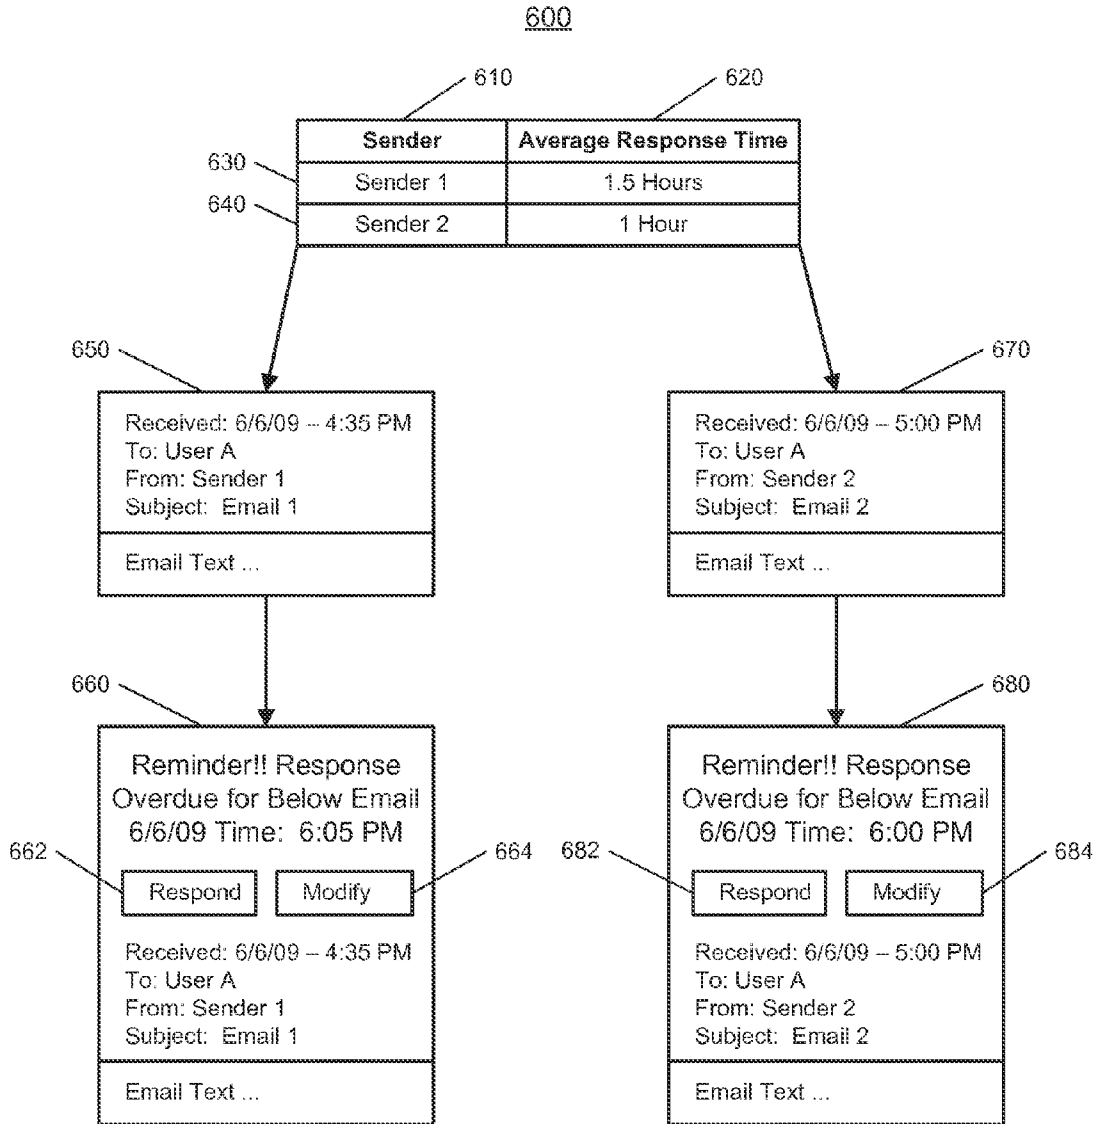 600
610
620
Sender
Average Response Time
630
Sender 1
1.5 Hours
640
Sender 2
1 Hour
650
Received: 6/6/09 – 4:35 PM
To: User A
From: Sender 1
Subject:  Email 1
Email Text ...
670
Received: 6/6/09 – 5:00 PM
To: User A
From: Sender 2
Subject:  Email 2
Email Text ...
660
Reminder!! Response
Overdue for Below Email
6/6/09 Time:  6:05 PM
662
Respond
Modify
664
Received: 6/6/09 – 4:35 PM
To: User A
From: Sender 1
Subject:  Email 1
Email Text ...
680
Reminder!! Response
Overdue for Below Email
6/6/09 Time:  6:00 PM
682
Respond
Modify
684
Received: 6/6/09 – 5:00 PM
To: User A
From: Sender 2
Subject:  Email 2
Email Text ...